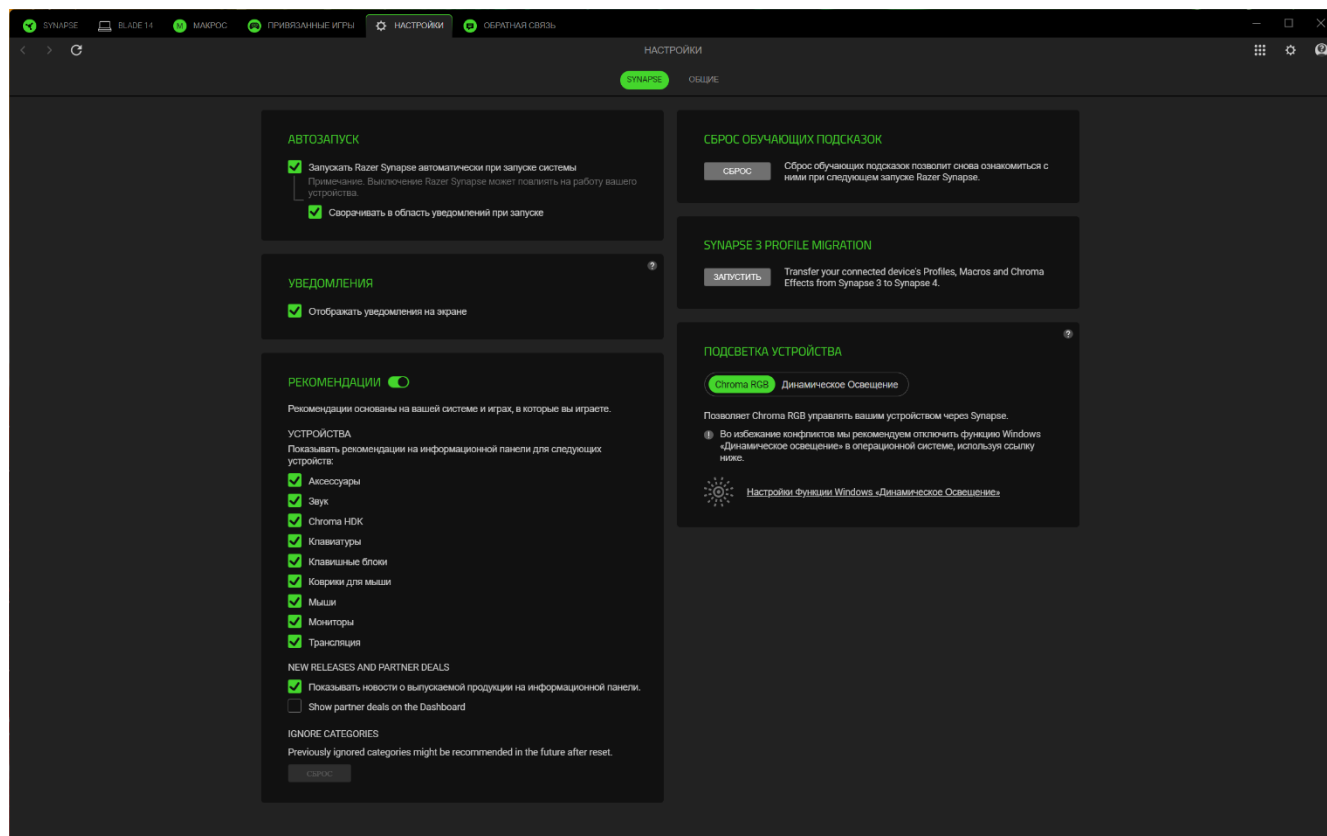 SYNAPSE
BLADE 14
M
МАКРОС
ПРИВЯЗАННЫЕ ИГРЫ
НАСТРОЙКИ
ОБРАТНАЯ СВЯЗЬ
НАСТРОЙКИ
SYNAPSE
ОБЩИЕ
АВТОЗАПУСК
Запускать Razer Synapse автоматически при запуске системы
Примечание. Выключение Razer Synapse может повлиять на работу вашего
устройства.
Сворачивать в область уведомлений при запуске
?
УВЕДОМЛЕНИЯ
Отображать уведомления на экране
РЕКОМЕНДАЦИИ
Рекомендации основаны на вашей системе и играх, в которые вы играете.
УСТРОЙСТВА
Показывать рекомендации на информационной панели для следующих
устройств:
Аксессуары
Звук
Chroma HDK
Клавиатуры
Клавишные блоки
Коврики для мыши
Мыши
Мониторы
Трансляция
NEW RELEASES AND PARTNER DEALS
Показывать новости о выпускаемой продукции на информационной панели.
Show partner deals on the Dashboard
IGNORE CATEGORIES
Previously ignored categories might be recommended in the future after reset.
СБРОС
СБРОС ОБУЧАЮЩИХ ПОДСКАЗОК
СБРОС
Сброс обучающих подсказок позволит снова ознакомиться с
ними при следующем запуске Razer Synapse.
SYNAPSE 3 PROFILE MIGRATION
ЗАПУСТИТЬ
Transfer your connected device's Profiles, Macros and Chroma
Effects from Synapse 3 to Synapse 4.
?
ПОДСВЕТКА УСТРОЙСТВА
Chroma RGB
Динамическое Освещение
Позволяет Chroma RGB управлять вашим устройством через Synapse.
Во избежание конфликтов мы рекомендуем отключить функцию Windows
«Динамическое освещение» в операционной системе, используя ссылку
ниже.
Настройки Функции Windows «Динамическое Освещение»